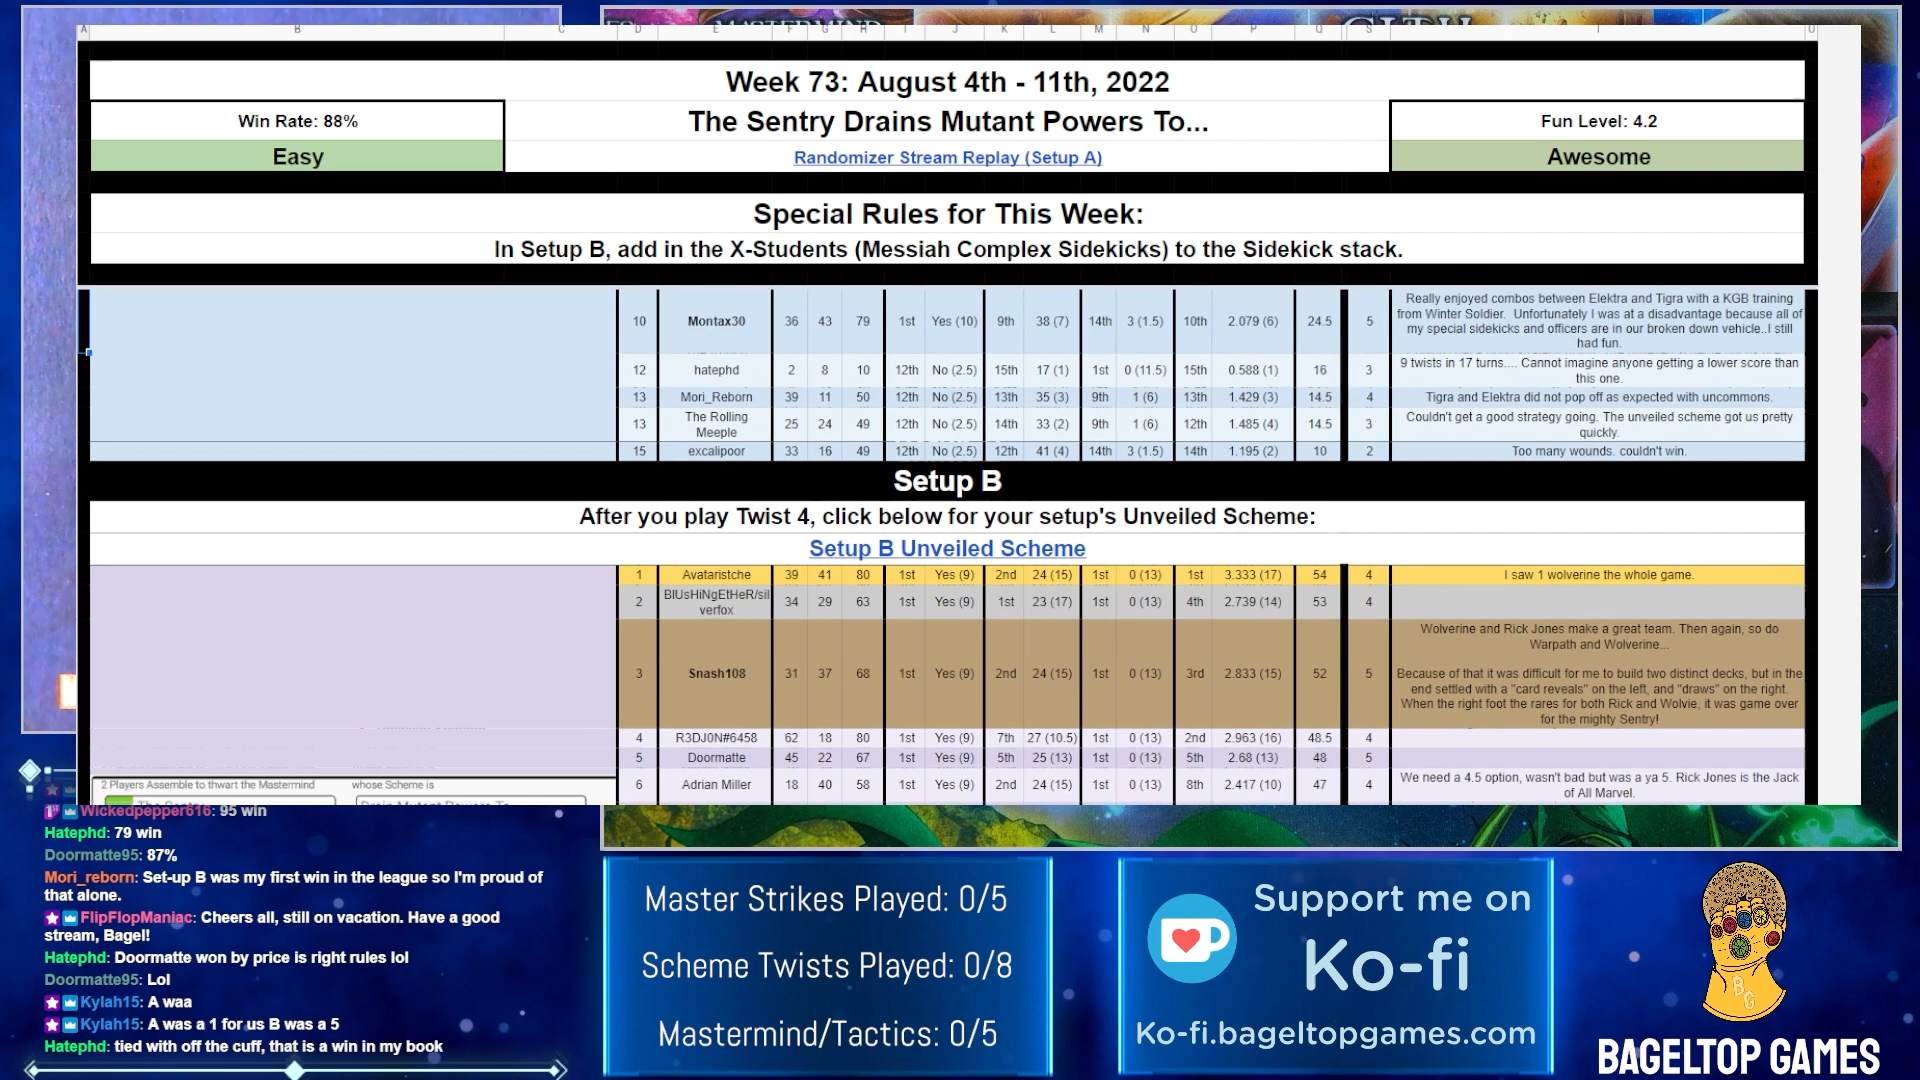 A B C D E F G H I J K L M N O P Q S T U
Week 73: August 4th - 11th, 2022
Win Rate: 88%
Easy
The Sentry Drains Mutant Powers To...
Randomizer Stream Replay (Setup A)
Fun Level: 4.2
Awesome
Special Rules for This Week:
In Setup B, add in the X-Students (Messiah Complex Sidekicks) to the Sidekick stack.
10 Montax30 36 43 79 1st Yes (10) 9th 38 (7) 14th 3 (1.5) 10th 2.079 (6) 24.5 5
Really enjoyed combos between Elektra and Tigra with a KGB training
from Winter Soldier. Unfortunately I was at a disadvantage because all of
my special sidekicks and officers are in our broken down vehicle..I still
had fun.
12 hatephd 2 8 10 12th No (2.5) 15th 17 (1) 1st 0 (11.5) 15th 0.588 (1) 16 3
9 twists in 17 turns.... Cannot imagine anyone getting a lower score than
this one.
13 Mori_Reborn 39 11 50 12th No (2.5) 13th 35 (3) 9th 1 (6) 13th 1.429 (3) 14.5 4 Tigra and Elektra did not pop off as expected with uncommons.
13 The Rolling
Meeple 25 24 49 12th No (2.5) 14th 33 (2) 9th 1 (6) 12th 1.485 (4) 14.5 3
Couldn't get a good strategy going. The unveiled scheme got us pretty
quickly.
15 excalipoor 33 16 49 12th No (2.5) 12th 41 (4) 14th 3 (1.5) 14th 1.195 (2) 10 2 Too many wounds. couldn't win.
Setup B
After you play Twist 4, click below for your setup's Unveiled Scheme:
Setup B Unveiled Scheme
1 Avataristche 39 41 80 1st Yes (9) 2nd 24 (15) 1st 0 (13) 1st 3.333 (17) 54 4 I saw 1 wolverine the whole game.
2 BlUsHiNgEtHeR/sil
verfox 34 29 63 1st Yes (9) 1st 23 (17) 1st 0 (13) 4th 2.739 (14) 53 4
3 Snash108 31 37 68 1st Yes (9) 2nd 24 (15) 1st 0 (13) 3rd 2.833 (15) 52 5
Wolverine and Rick Jones make a great team. Then again, so do
Warpath and Wolverine...
Because of that it was difficult for me to build two distinct decks, but in the
end settled with a "card reveals" on the left, and "draws" on the right.
When the right foot the rares for both Rick and Wolvie, it was game over
for the mighty Sentry!
4 R3DJ0N#6458 62 18 80 1st Yes (9) 7th 27 (10.5) 1st 0 (13) 2nd 2.963 (16) 48.5 4
5 Doormatte 45 22 67 1st Yes (9) 5th 25 (13) 1st 0 (13) 5th 2.68 (13) 48 5
6 Adrian Miller 18 40 58 1st Yes (9) 2nd 24 (15) 1st 0 (13) 8th 2.417 (10) 47 4
We need a 4.5 option, wasn't bad but was a ya 5. Rick Jones is the Jack
of All Marvel.
2 Players Assemble to thwart the Mastermind whose Scheme is
Wickedpepper616: 95 win
Hatephd: 79 win
Doormatte95: 87%
Mori_reborn: Set-up B was my first win in the league so I'm proud of
that alone.
FlipFlopManiac: Cheers all, still on vacation. Have a good
stream, Bagel!
Hatephd: Doormatte won by price is right rules lol
Doormatte95: Lol
Kylah15: A waa
Kylah15: A was a 1 for us B was a 5
Hatephd: tied with off the cuff, that is a win in my book
Master Strikes Played: 0/5
Scheme Twists Played: 0/8
Mastermind/Tactics: 0/5
Support me on
Ko-fi
Ko-fi.bageltopgames.com
BG
BAGELTOP GAMES